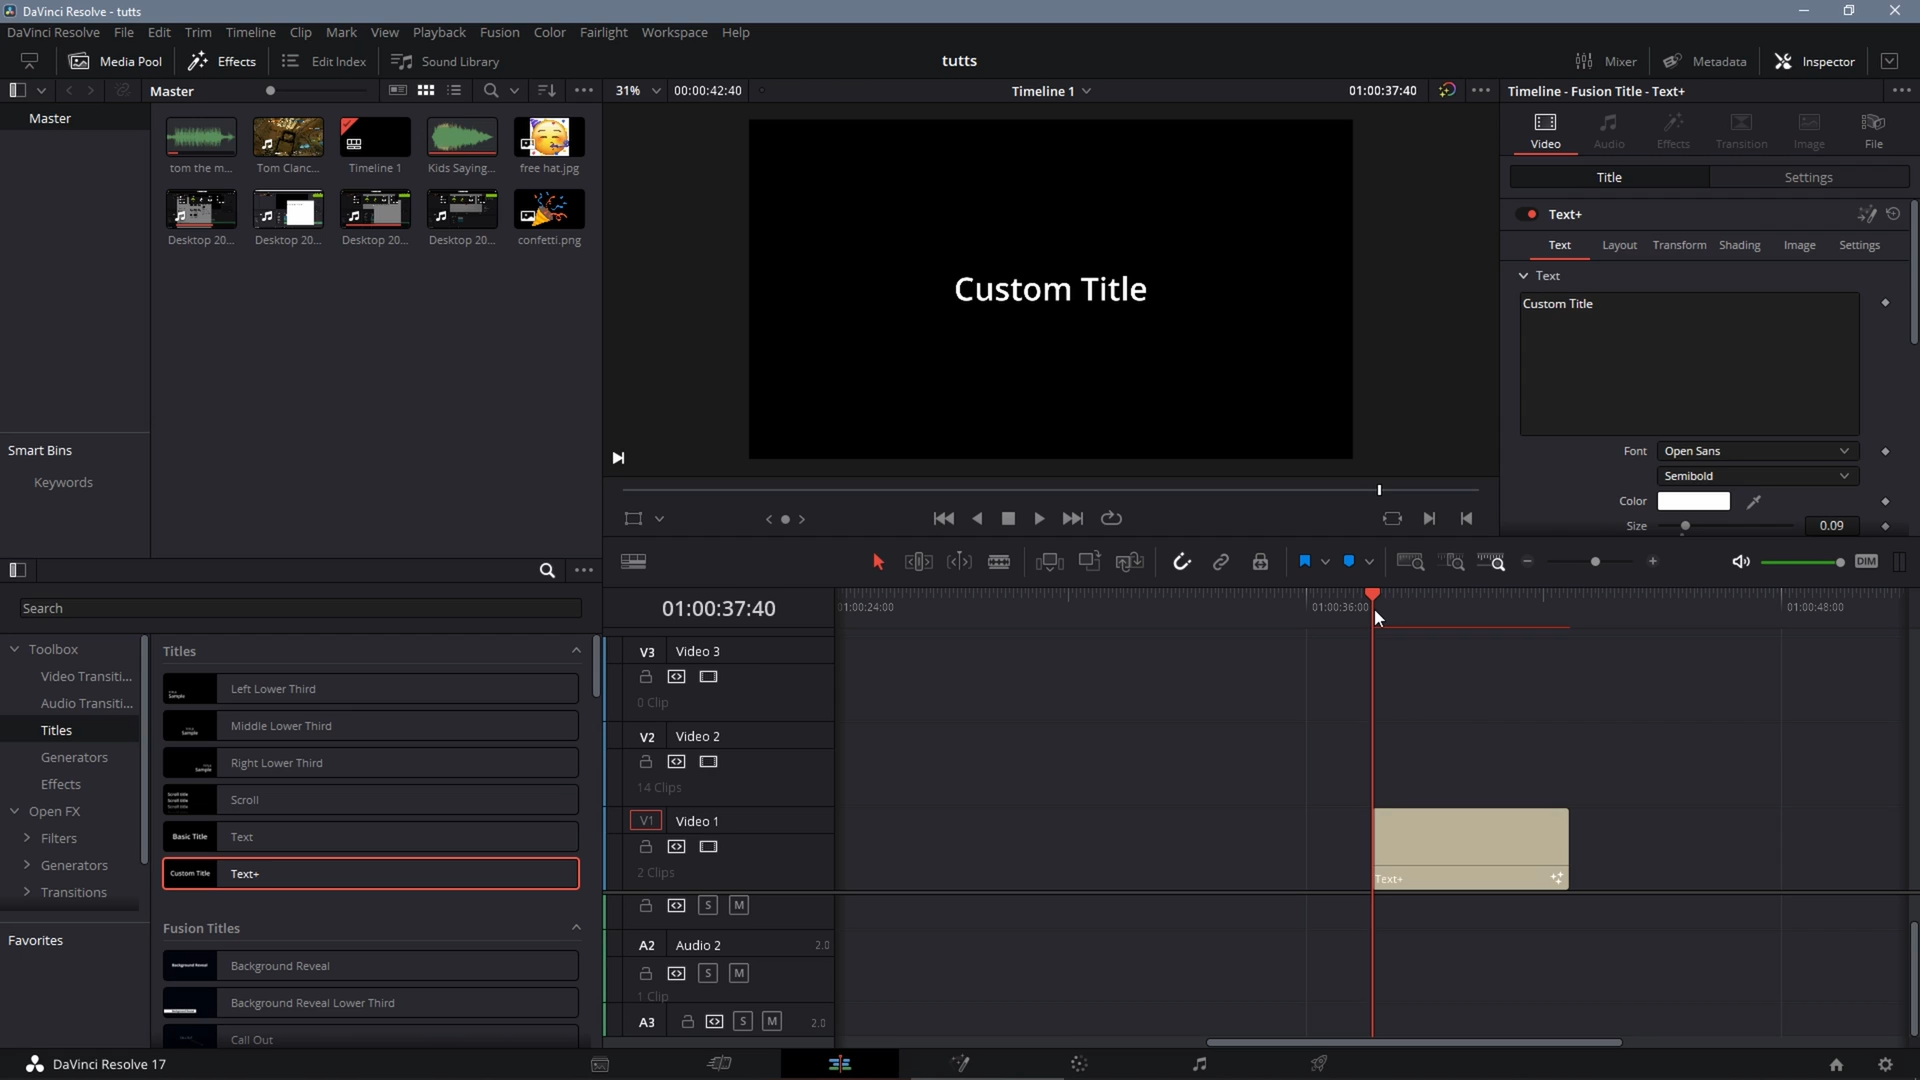 DaVinci Resolve - tutts
DaVinci Resolve File Edit Trim Timeline Clip Mark View Playback Fusion Color Fairlight Workspace Help
Media Pool Effects Edit Index Sound Library tutts Mixer Metadata Inspector
Master 31% 00:00:42:40 Timeline 1 01:00:37:40 Timeline - Fusion Title - Text+
Master
tom the m... Tom Clanc... Timeline 1 Kids Saying... free hat.jpg
Desktop 20... Desktop 20... Desktop 20... Desktop 20... confetti.png
Smart Bins
Keywords
Custom Title
Video Audio Effects Transition Image File
Title Settings
Text+
Text Layout Transform Shading Image Settings
Text
Custom Title
Font Open Sans
Semibold
Color
Size 0.09
Search
Toolbox
Video Transiti...
Audio Transiti...
Titles
Generators
Effects
Open FX
Filters
Generators
Transitions
Favorites
Titles
Left Lower Third
Middle Lower Third
Right Lower Third
Scroll
Basic Title Text
Custom Title Text+
Fusion Titles
Background Reveal
Background Reveal Lower Third
Call Out
DIM
01:00:37:40 01:00:24:00 01:00:36:00 01:00:48:00
V3 Video 3
0 Clip
V2 Video 2
14 Clips
V1 Video 1
2 Clips
Text+
S M
A2 Audio 2 2.0
S M
1 Clip
A3 S M 2.0
DaVinci Resolve 17